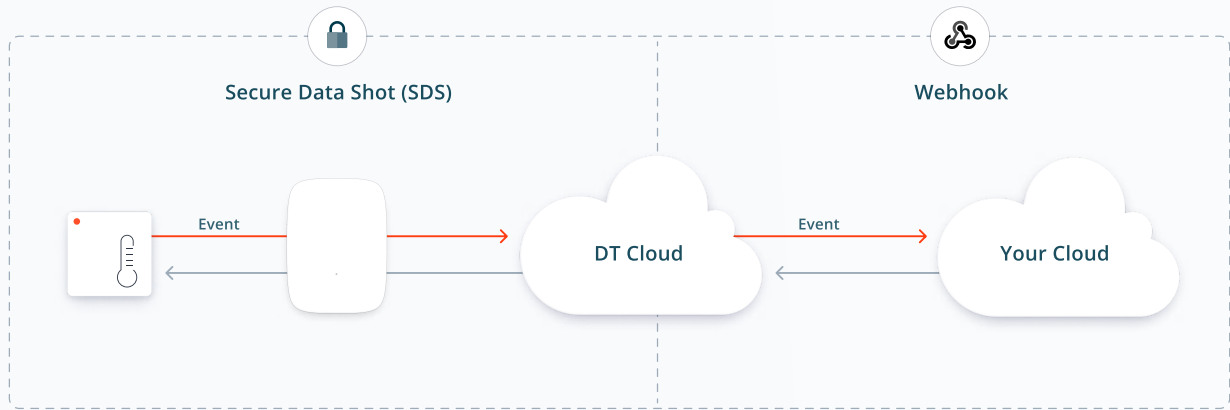 Secure Data Shot (SDS)
Webhook
Event
Event
DT Cloud
Your Cloud